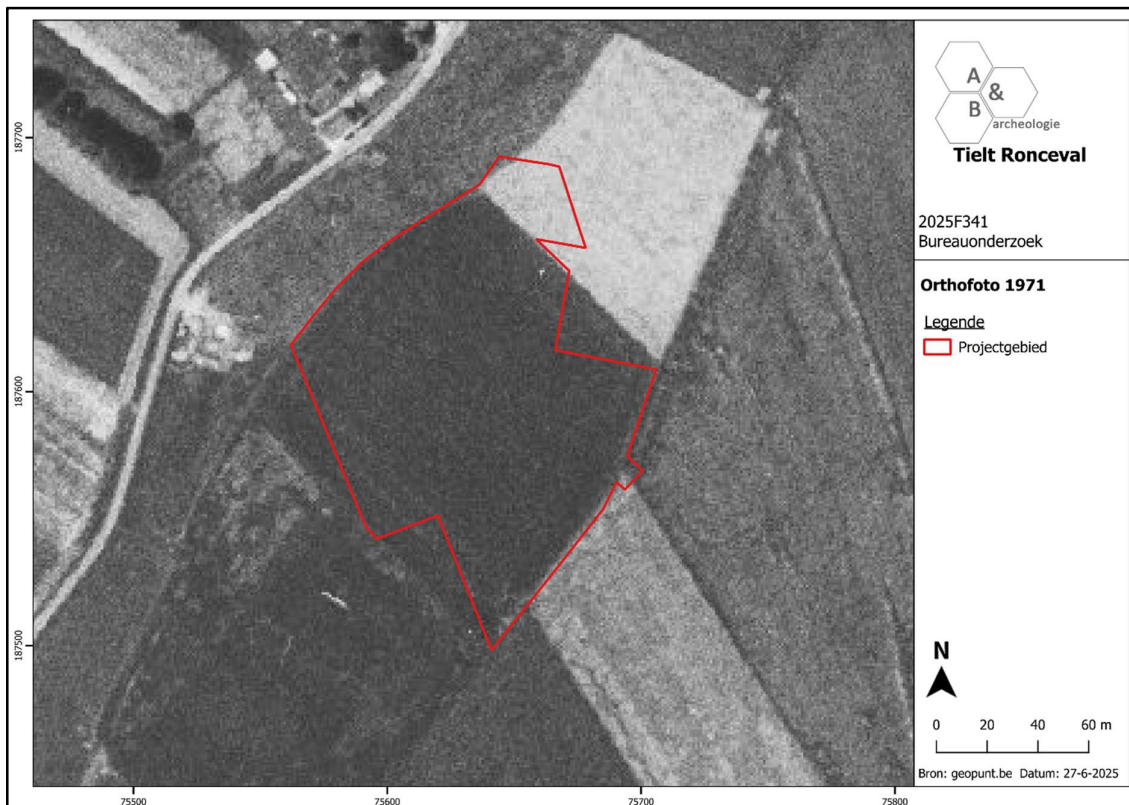 A
&
B
archeologie
Tielt Ronceval
2025F341
Bureauonderzoek
Orthofoto 1971
Legende
Projectgebied
N
0 20 40 60 m
Bron: geopunt.be Datum: 27-6-2025
187700
187600
187500
75500 75600 75700 75800